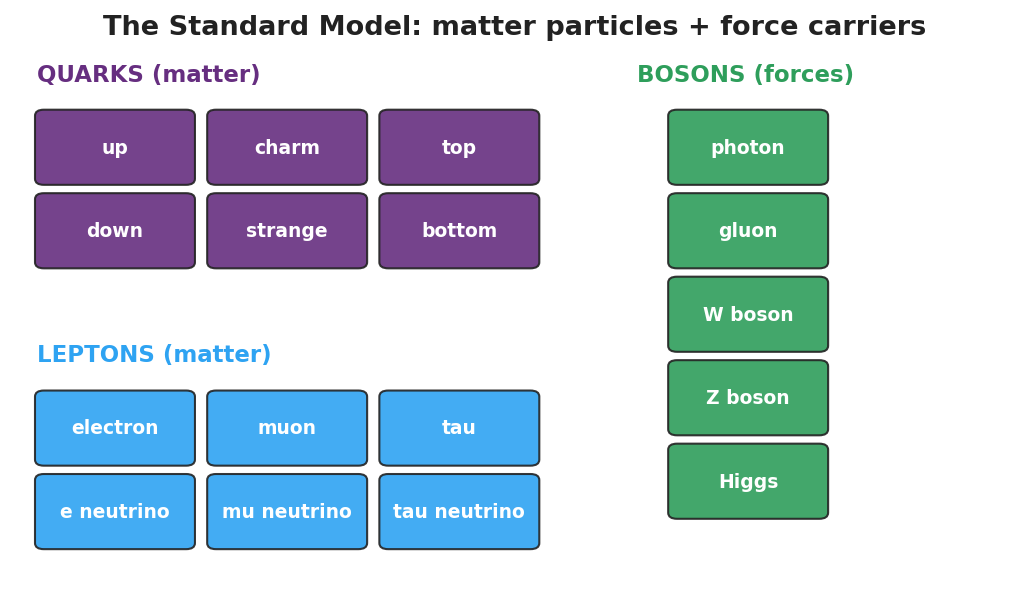 The Standard Model: matter particles + force carriers
QUARKS (matter)
up
charm
top
down
strange
bottom
LEPTONS (matter)
electron
muon
tau
e neutrino
mu neutrino
tau neutrino
BOSONS (forces)
photon
gluon
W boson
Z boson
Higgs